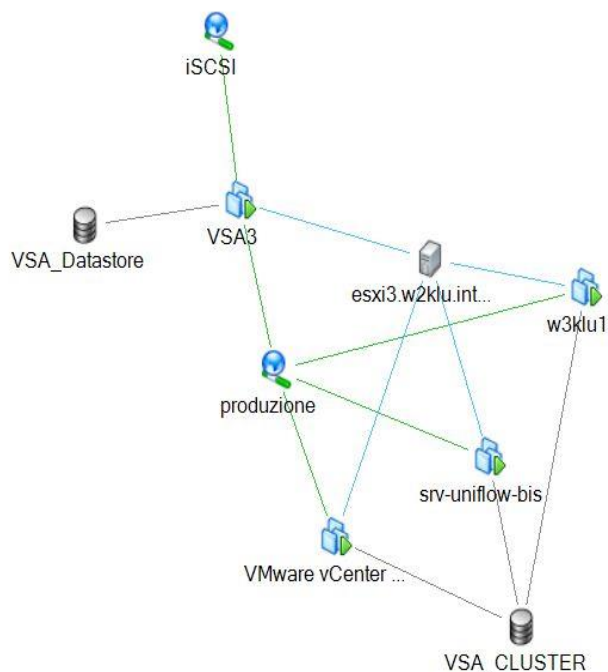 iSCSI
VSA3
VSA_Datastore
esxi3.w2klu.int...
w3klu1
produzione
srv-uniflow-bis
VMware vCenter ...
VSA_CLUSTER